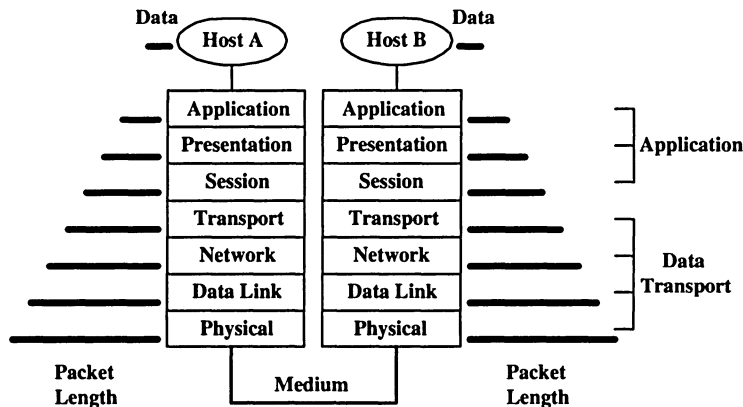 Data
Host A
Host B
Data
Application
Application
Presentation
Presentation
Application
Session
Session
Transport
Transport
Network
Network
Data
Transport
Data Link
Data Link
Physical
Physical
Packet
Length
Medium
Packet
Length